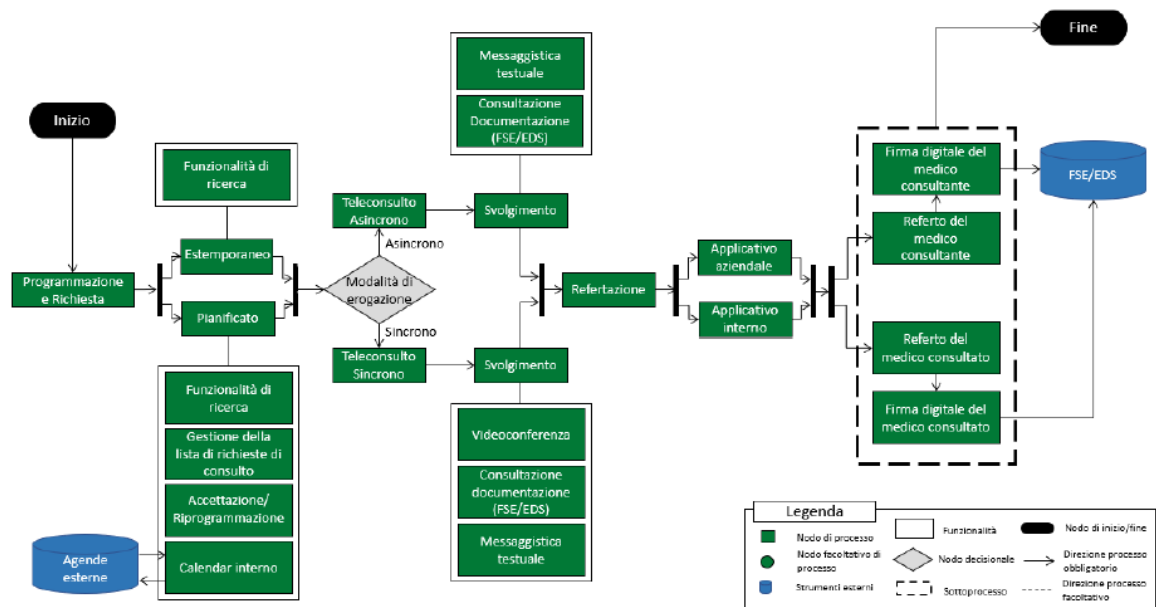 Inizio
Programmazione
e Richiesta
Funzionalità di
ricerca
Estemporaneo
Pianificato
Funzionalità di
ricerca
Gestione della
lista di richieste di
consulto
Accettazione/
Riprogrammazione
Calendar interno
Agende
esterne
Modalità di
erogazione
Asincrono
Sincrono
Teleconsulto
Asincrono
Teleconsulto
Sincrono
Messaggistica
testuale
Consultazione
Documentazione
(FSE/EDS)
Svolgimento
Svolgimento
Videoconferenza
Consultazione
documentazione
(FSE/EDS)
Messaggistica
testuale
Refertazione
Applicativo
aziendale
Applicativo
interno
Firma digitale del
medico
consultante
Referto del
medico
consultante
Referto del
medico consultato
Firma digitale del
medico consultato
Fine
FSE/EDS
Legenda
Nodo di processo
Nodo facoltativo di
processo
Strumenti esterni
Funzionalità
Nodo decisionale
Sottoprocesso
Nodo di inizio/fine
Direzione processo
obbligatorio
Direzione processo
facoltativo